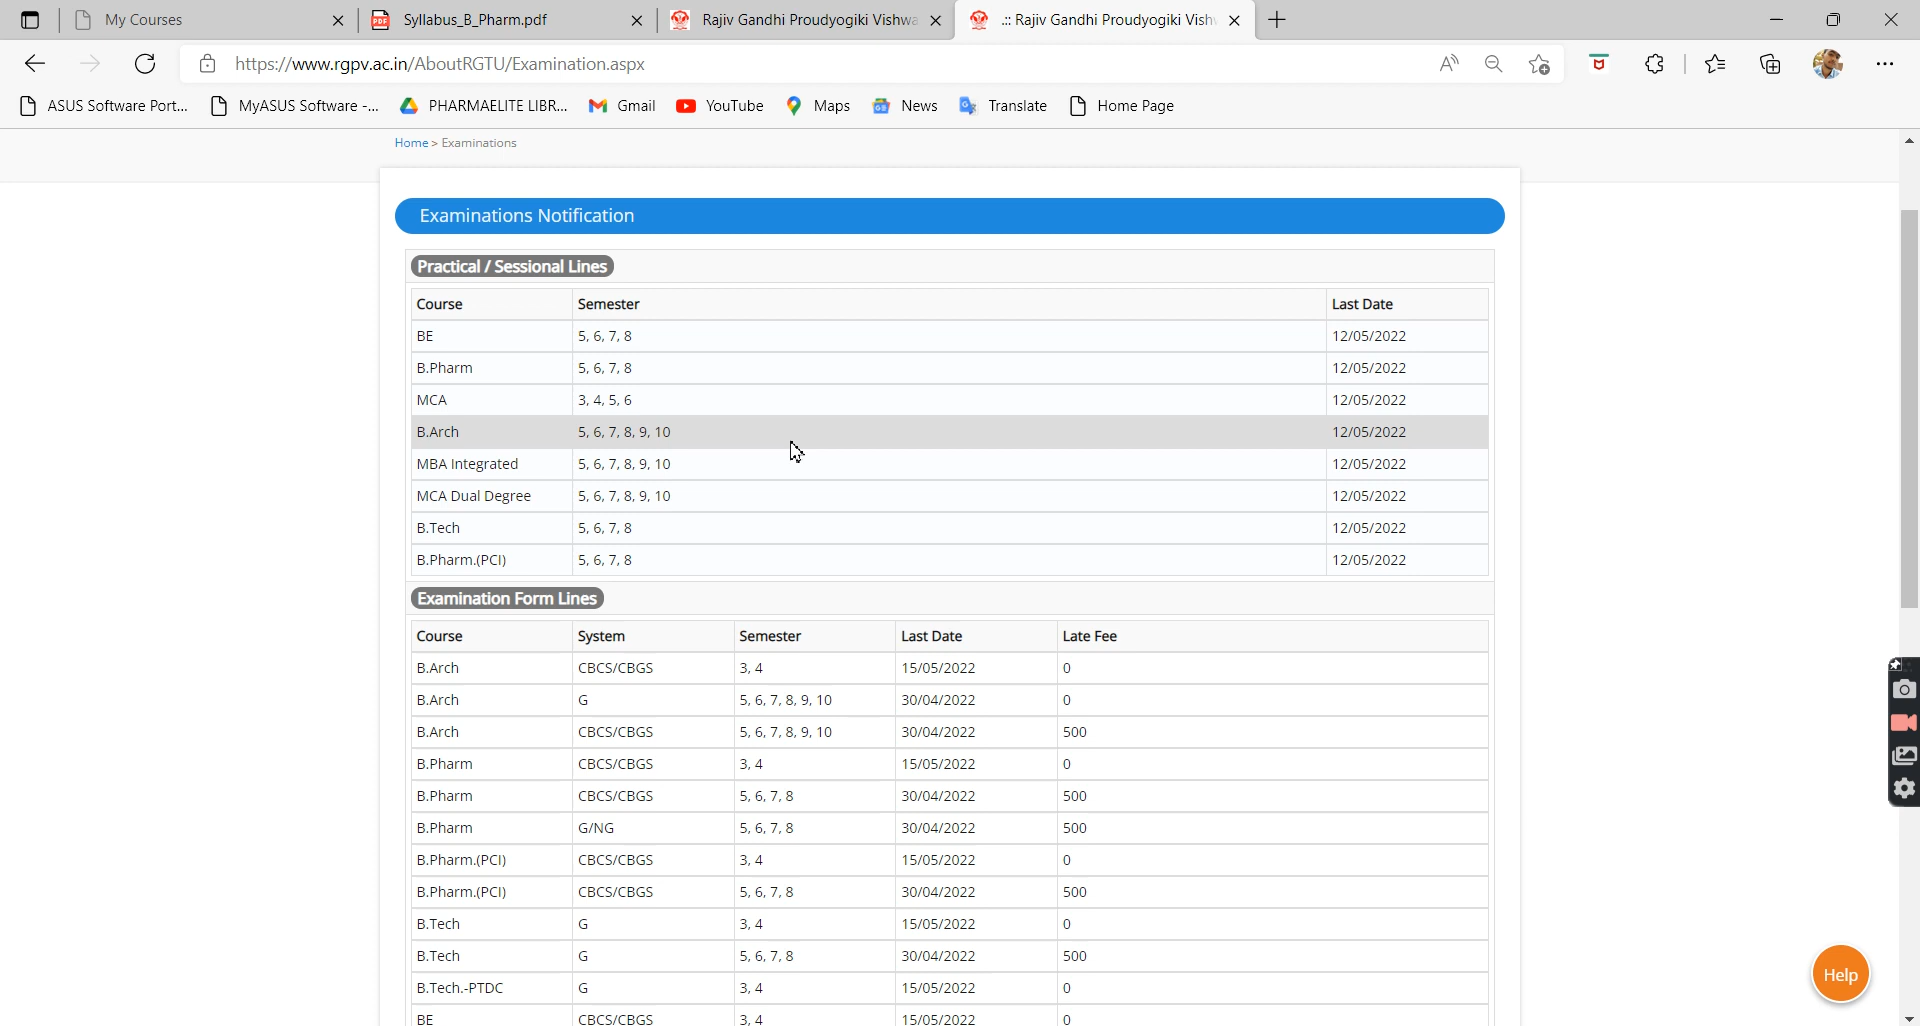 My Courses
Syllabus_B_Pharm.pdf
Rajiv Gandhi Proudyogiki Vishwa
.:: Rajiv Gandhi Proudyogiki Vish
https://www.rgpv.ac.in/AboutRGTU/Examination.aspx
ASUS Software Port... MyASUS Software -... PHARMAELITE LIBR... Gmail YouTube Maps News Translate Home Page
Home > Examinations
Examinations Notification
Practical / Sessional Lines
Course Semester Last Date
BE 5, 6, 7, 8 12/05/2022
B.Pharm 5, 6, 7, 8 12/05/2022
MCA 3, 4, 5, 6 12/05/2022
B.Arch 5, 6, 7, 8, 9, 10 12/05/2022
MBA Integrated 5, 6, 7, 8, 9, 10 12/05/2022
MCA Dual Degree 5, 6, 7, 8, 9, 10 12/05/2022
B.Tech 5, 6, 7, 8 12/05/2022
B.Pharm.(PCI) 5, 6, 7, 8 12/05/2022
Examination Form Lines
Course System Semester Last Date Late Fee
B.Arch CBCS/CBGS 3, 4 15/05/2022 0
B.Arch G 5, 6, 7, 8, 9, 10 30/04/2022 0
B.Arch CBCS/CBGS 5, 6, 7, 8, 9, 10 30/04/2022 500
B.Pharm CBCS/CBGS 3, 4 15/05/2022 0
B.Pharm CBCS/CBGS 5, 6, 7, 8 30/04/2022 500
B.Pharm G/NG 5, 6, 7, 8 30/04/2022 500
B.Pharm.(PCI) CBCS/CBGS 3, 4 15/05/2022 0
B.Pharm.(PCI) CBCS/CBGS 5, 6, 7, 8 30/04/2022 500
B.Tech G 3, 4 15/05/2022 0
B.Tech G 5, 6, 7, 8 30/04/2022 500
B.Tech.-PTDC G 3, 4 15/05/2022 0
BE CBCS/CBGS 3, 4 15/05/2022 0
Help